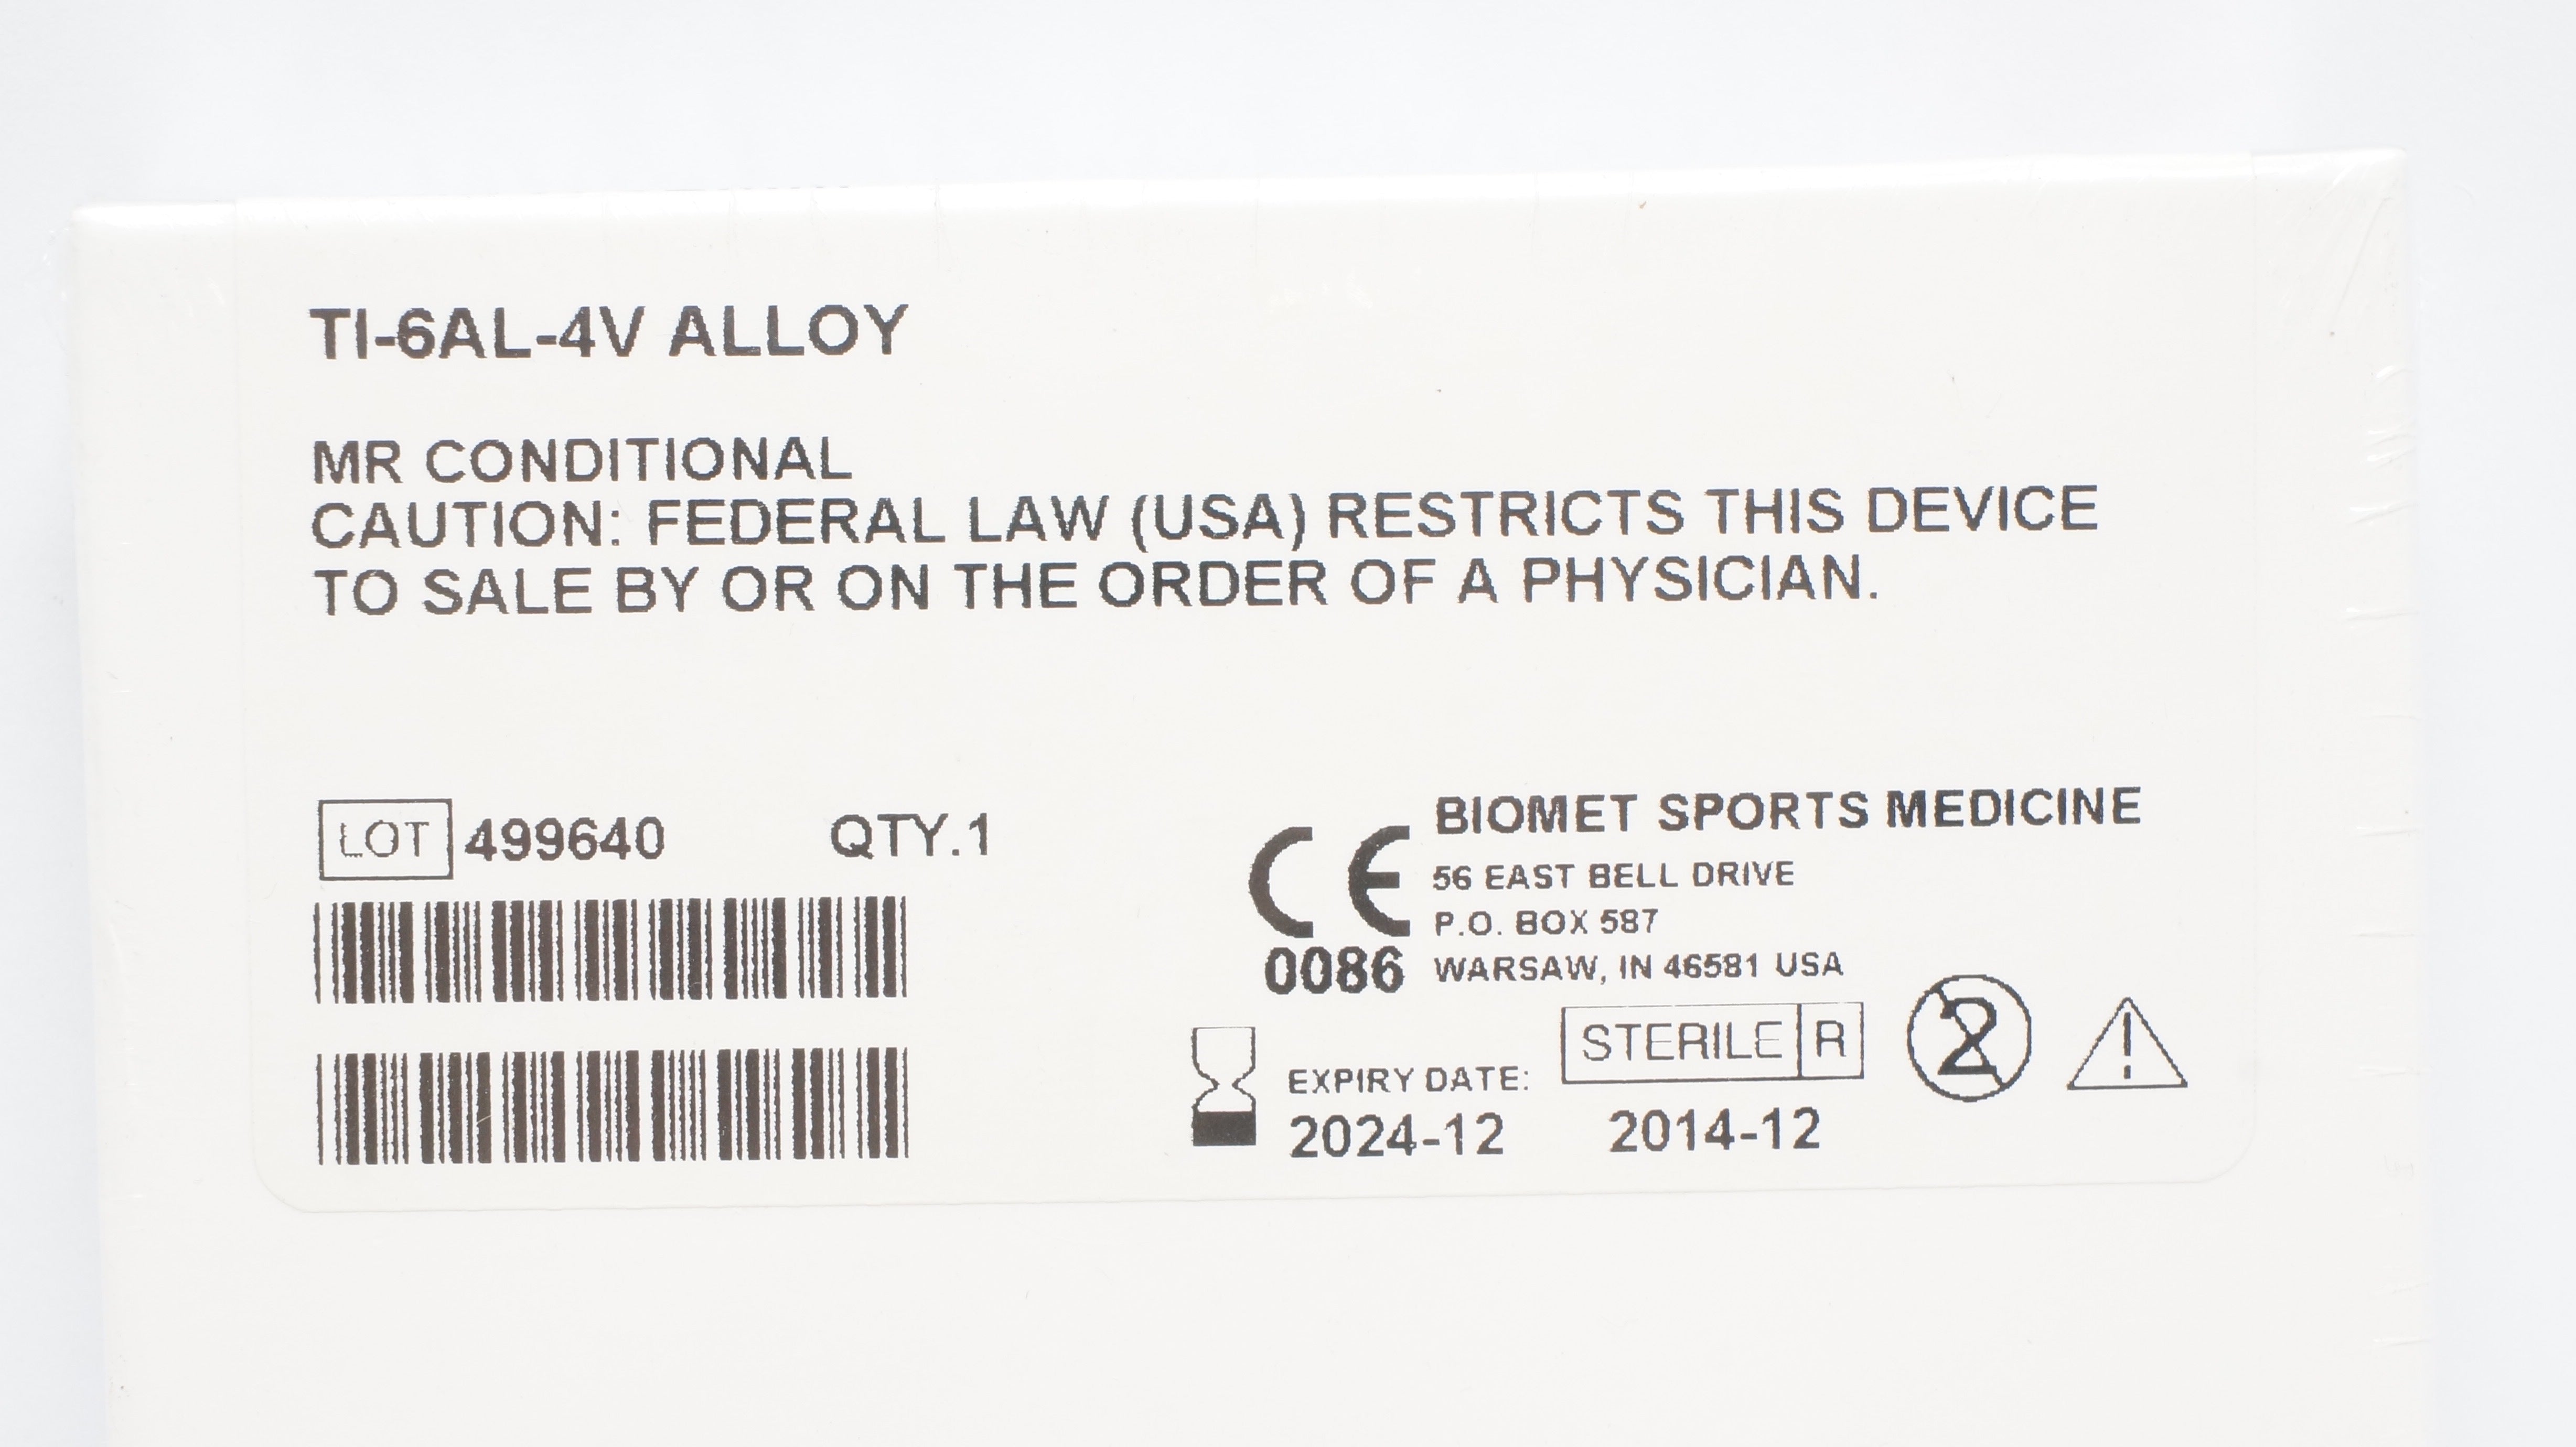 TI-6AL-4V ALLOY
MR CONDITIONAL
CAUTION: FEDERAL LAW (USA) RESTRICTS THIS DEVICE
TO SALE BY OR ON THE ORDER OF A PHYSICIAN.
LOT 499640 QTY.1
CE
0086
BIOMET SPORTS MEDICINE
56 EAST BELL DRIVE
P.O. BOX 587
WARSAW, IN 46581 USA
STERILE R
2
EXPIRY DATE:
2024-12 2014-12